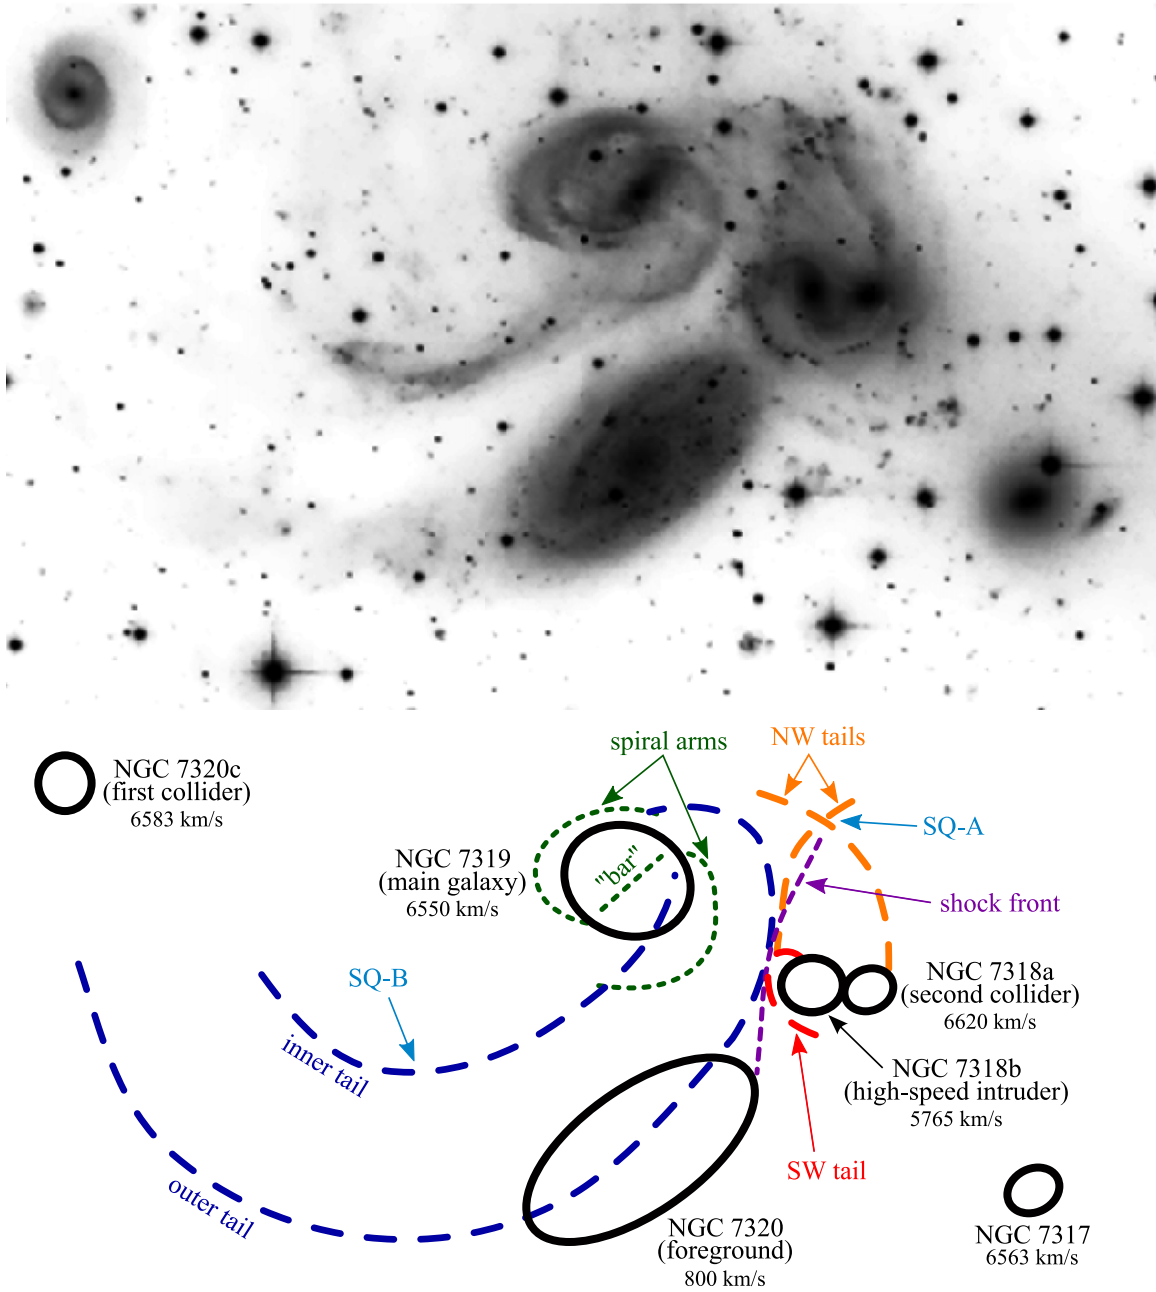 spiral arms
NW tails
NGC 7320c
(first collider)
6583 km/s
SQ-A
NGC 7319
(main galaxy)
6550 km/s
"bar"
shock front
SQ-B
NGC 7318a
(second collider)
6620 km/s
inner tail
NGC 7318b
(high-speed intruder)
5765 km/s
SW tail
outer tail
NGC 7320
(foreground)
800 km/s
NGC 7317
6563 km/s